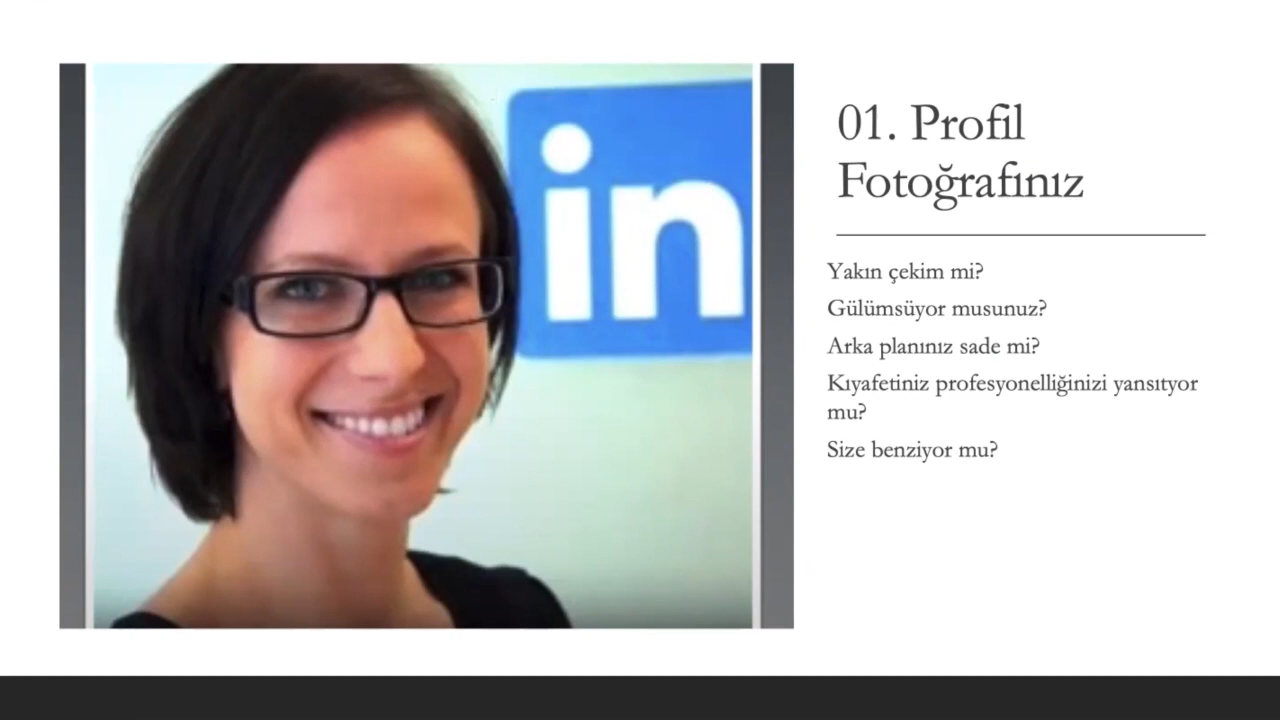 in
01. Profil
Fotoğrafınız
Yakın çekim mi?
Gülümsüyor musunuz?
Arka planınız sade mi?
Kıyafetiniz profesyonelliğinizi yansıtyor
mu?
Size benziyor mu?